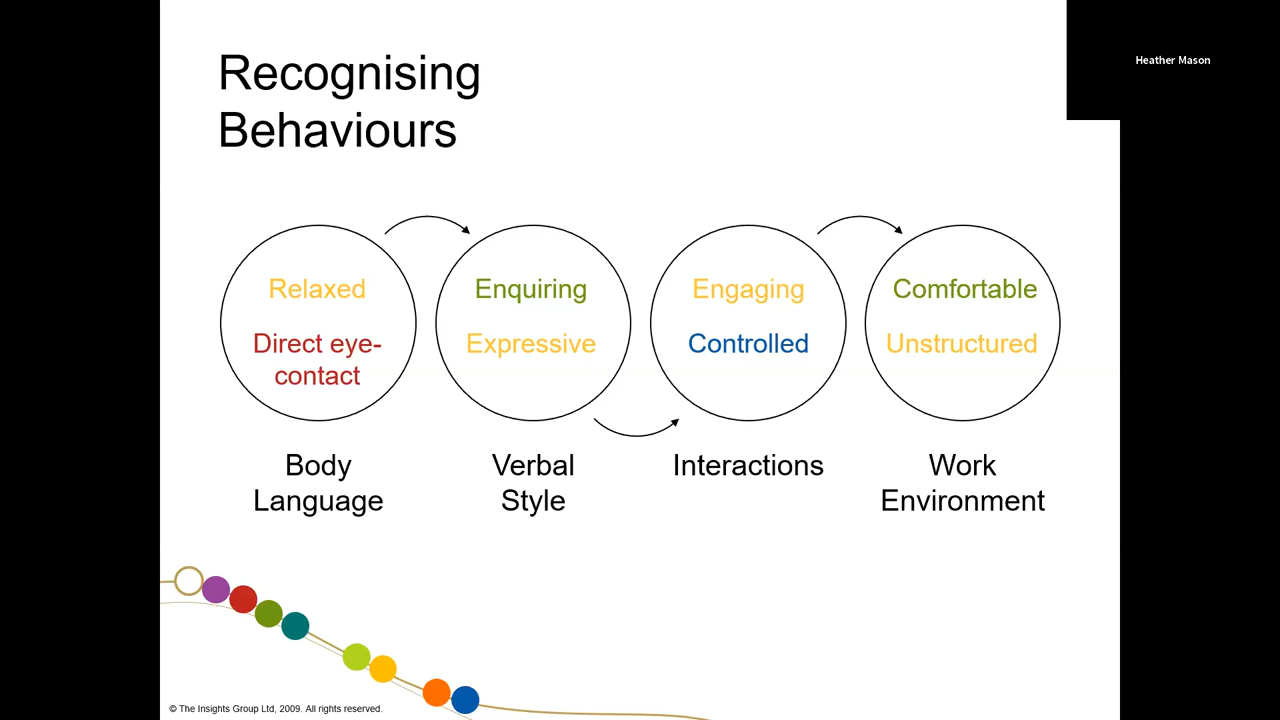 Recognising
Behaviours
Heather Mason
Relaxed
Direct eye-
contact
Enquiring
Expressive
Engaging
Controlled
Comfortable
Unstructured
Body
Language
Verbal
Style
Interactions
Work
Environment
© The Insights Group Ltd, 2009. All rights reserved.